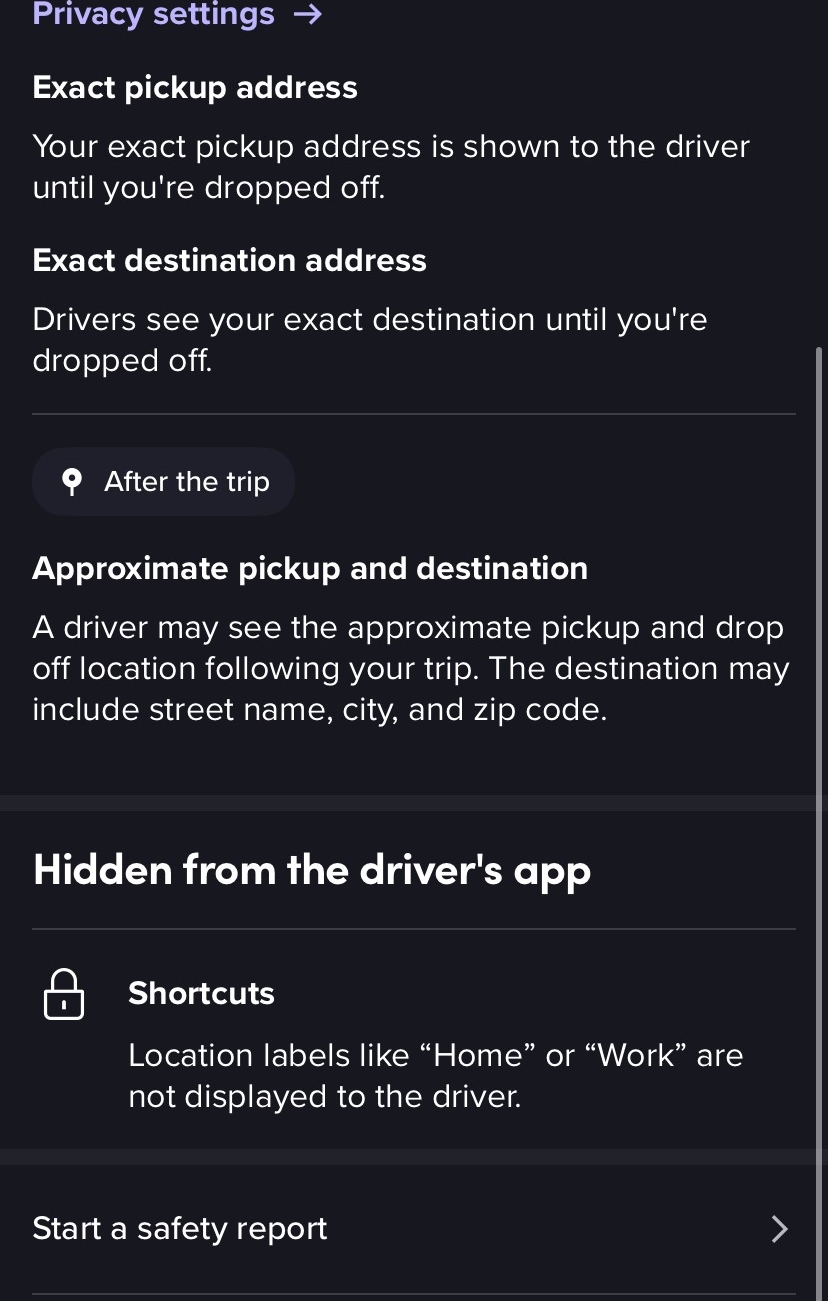 Privacy settings →
Exact pickup address
Your exact pickup address is shown to the driver
until you're dropped off.
Exact destination address
Drivers see your exact destination until you're
dropped off.
After the trip
Approximate pickup and destination
A driver may see the approximate pickup and drop
off location following your trip. The destination may
include street name, city, and zip code.
Hidden from the driver's app
Shortcuts
Location labels like “Home” or “Work” are
not displayed to the driver.
Start a safety report